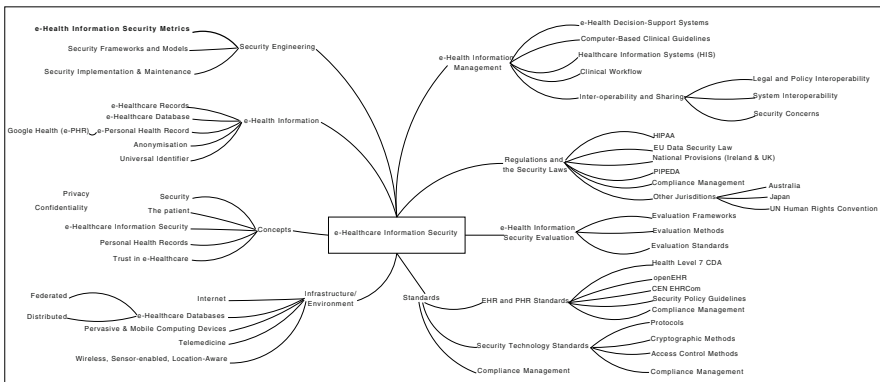 e-Health Information Security Metrics
Security Frameworks and Models
Security Implementation & Maintenance
Security Engineering
e-Healthcare Records
e-Healthcare Database
Google Health (e-PHR)
e-Personal Health Record
Anonymisation
Universal Identifier
e-Health Information
Privacy
Confidentiality
Security
The patient
e-Healthcare Information Security
Personal Health Records
Trust in e-Healthcare
Concepts
Federated
Distributed
Internet
e-Healthcare Databases
Pervasive & Mobile Computing Devices
Telemedicine
Wireless, Sensor-enabled, Location-Aware
Infrastructure/
Environment
e-Healthcare Information Security
e-Health Information
Management
e-Health Decision-Support Systems
Computer-Based Clinical Guidelines
Healthcare Information Systems (HIS)
Clinical Workflow
Inter-operability and Sharing
Legal and Policy Interoperability
System Interoperability
Security Concerns
Regulations and
the Security Laws
HIPAA
EU Data Security Law
National Provisions (Ireland & UK)
PIPEDA
Compliance Management
Other Jurisditions
Australia
Japan
UN Human Rights Convention
e-Health Information
Security Evaluation
Evaluation Frameworks
Evaluation Methods
Evaluation Standards
Standards
EHR and PHR Standards
Health Level 7 CDA
openEHR
CEN EHRCom
Security Policy Guidelines
Compliance Management
Security Technology Standards
Protocols
Cryptographic Methods
Access Control Methods
Compliance Management
Compliance Management